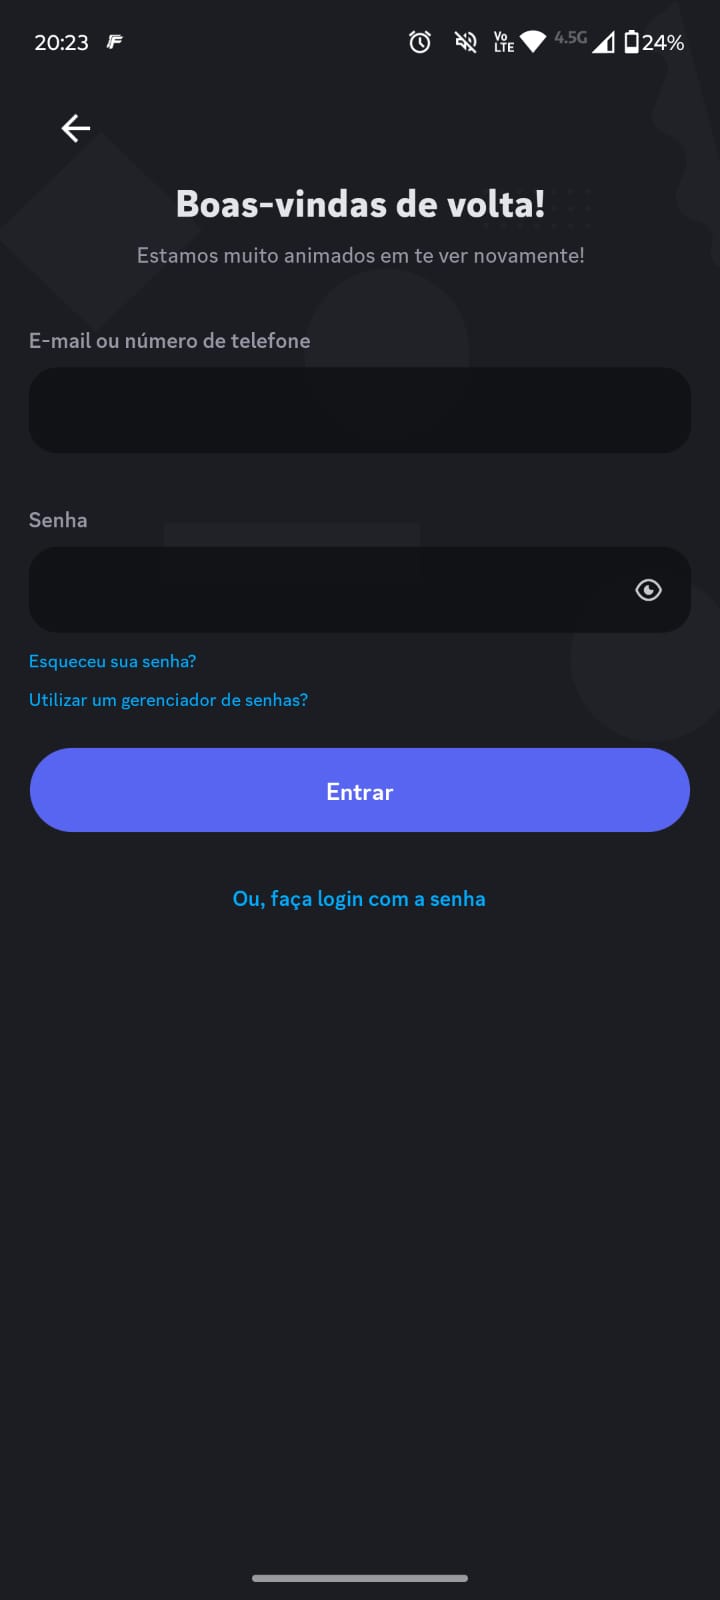 20:23
Vo LTE 4.5G 24%
Boas-vindas de volta!
Estamos muito animados em te ver novamente!
E-mail ou número de telefone
Senha
Esqueceu sua senha?
Utilizar um gerenciador de senhas?
Entrar
Ou, faça login com a senha